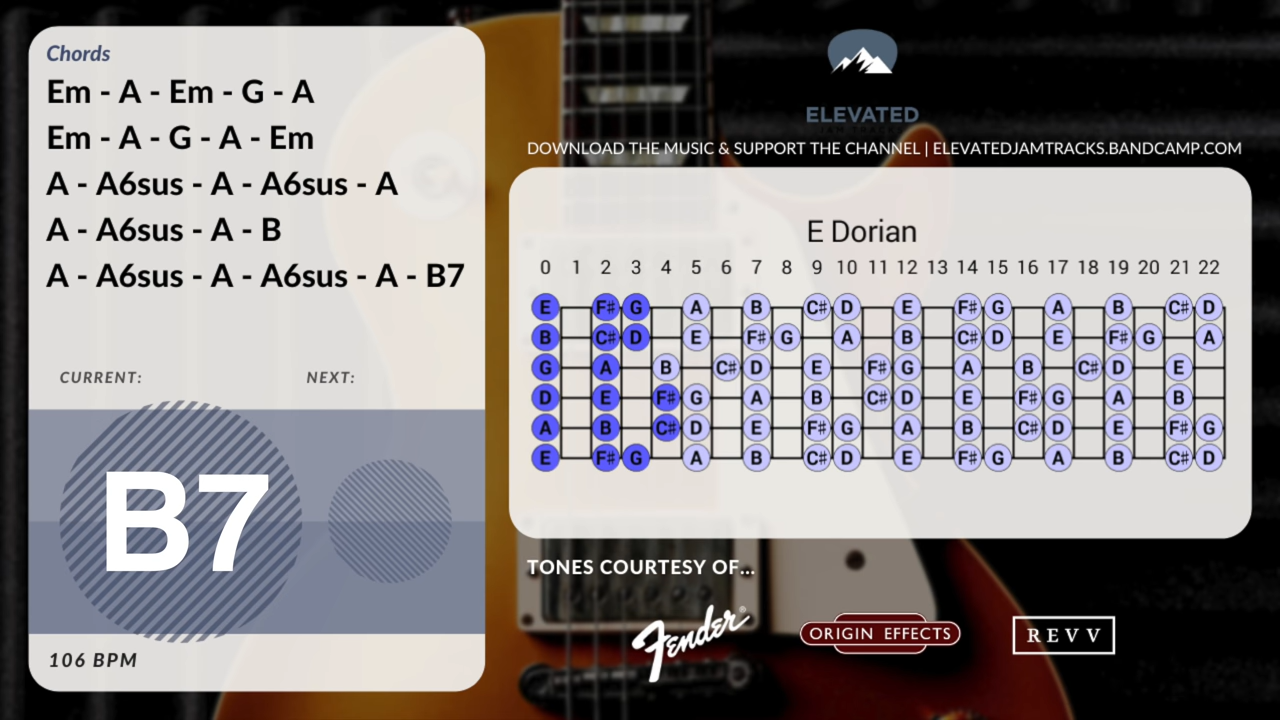 Chords
Em - A - Em - G - A
Em - A - G - A - Em
A - A6sus - A - A6sus - A
A - A6sus - A - B
A - A6sus - A - A6sus - A - B7
CURRENT:
NEXT:
B7
106 BPM
ELEVATED
JAM TRACKS
DOWNLOAD THE MUSIC & SUPPORT THE CHANNEL | ELEVATEDJAMTRACKS.BANDCAMP.COM
E Dorian
0 1 2 3 4 5 6 7 8 9 10 11 12 13 14 15 16 17 18 19 20 21 22
E F# G A B C# D E F# G A B C# D
B C# D E F# G A B C# D E F# G A
G A B C# D E F# G A B C# D E
D E F# G A B C# D E F# G A B
A B C# D E F# G A B C# D E F# G
E F# G A B C# D E F# G A B C# D
TONES COURTESY OF...
Fender®
ORIGIN EFFECTS
REVV